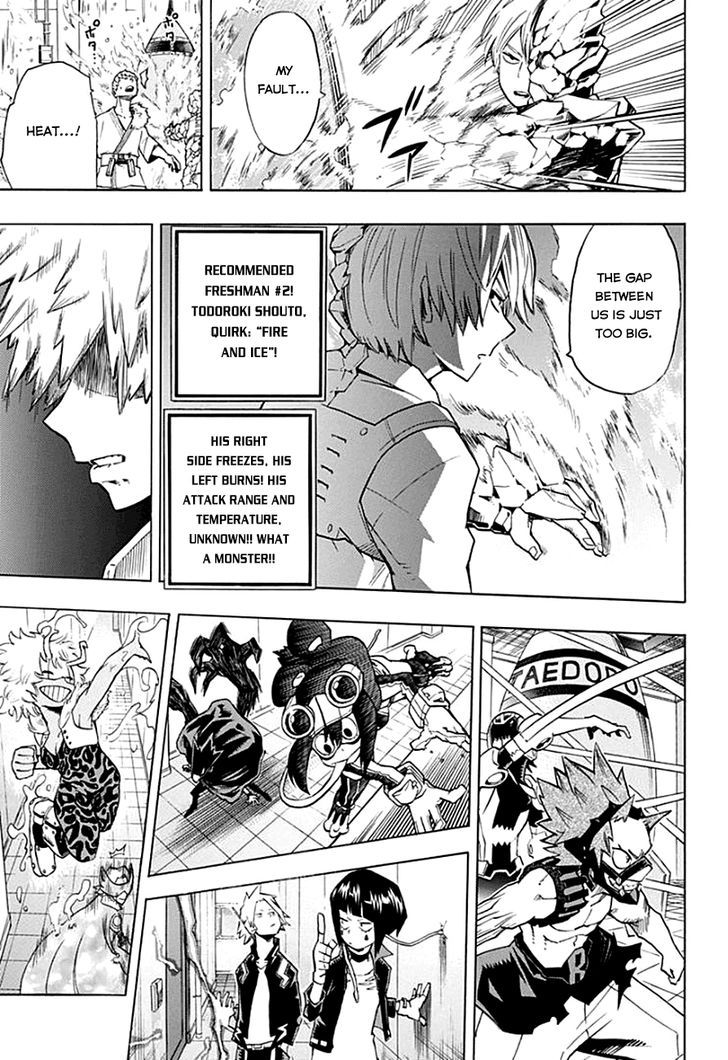 MY
FAULT...
HEAT...!
THE GAP
BETWEEN
US IS JUST
TOO BIG.
RECOMMENDED
FRESHMAN #2!
TODOROKI SHOUTO,
QUIRK: "FIRE
AND ICE"!
HIS RIGHT
SIDE FREEZES, HIS
LEFT BURNS! HIS
ATTACK RANGE AND
TEMPERATURE,
UNKNOWN!! WHAT
A MONSTER!!
TAEDORO
R